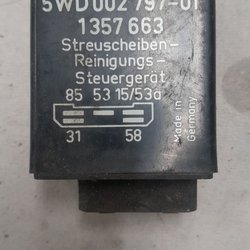 5WD 002 797-01
1357 663
Streuscheiben-
Reinigungs-
Steuergerät
85 53 15/53a
31 58
Made in
Germany